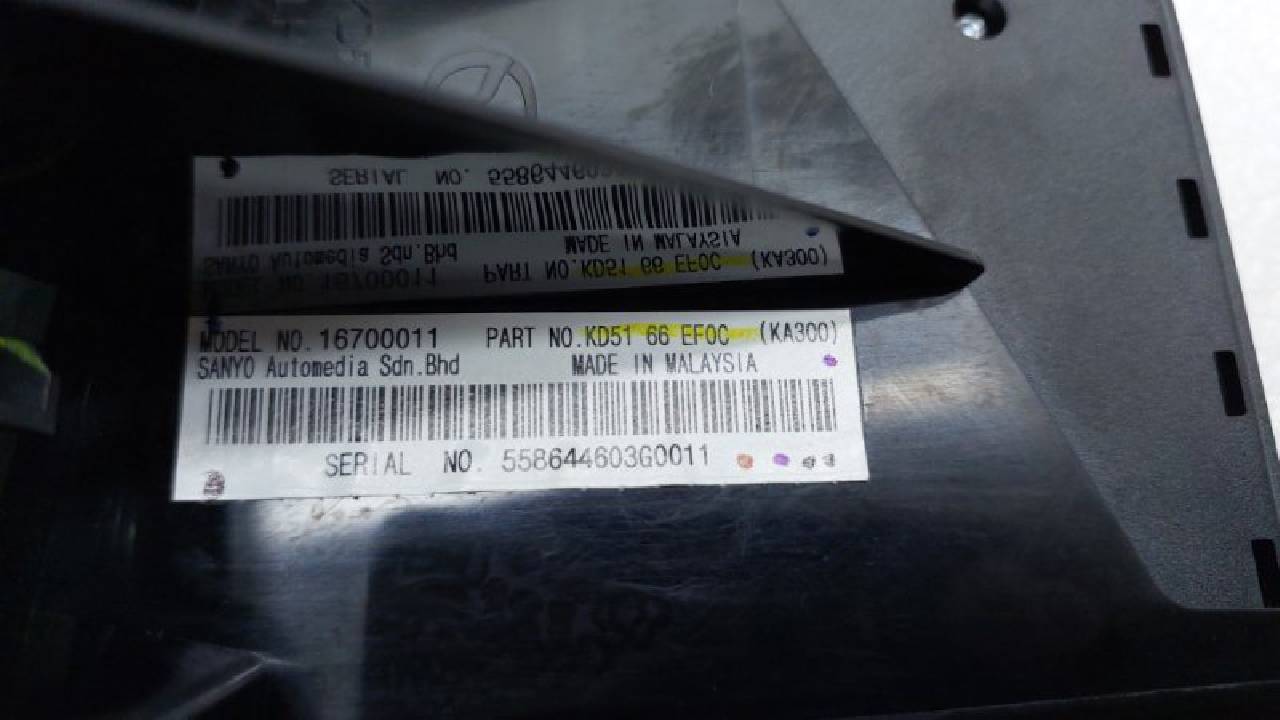 MODEL NO.16700011 PART NO.KD51 66 EF0C (KA300)
SANYO Automedia Sdn.Bhd MADE IN MALAYSIA
SERIAL NO. 558644603G0011